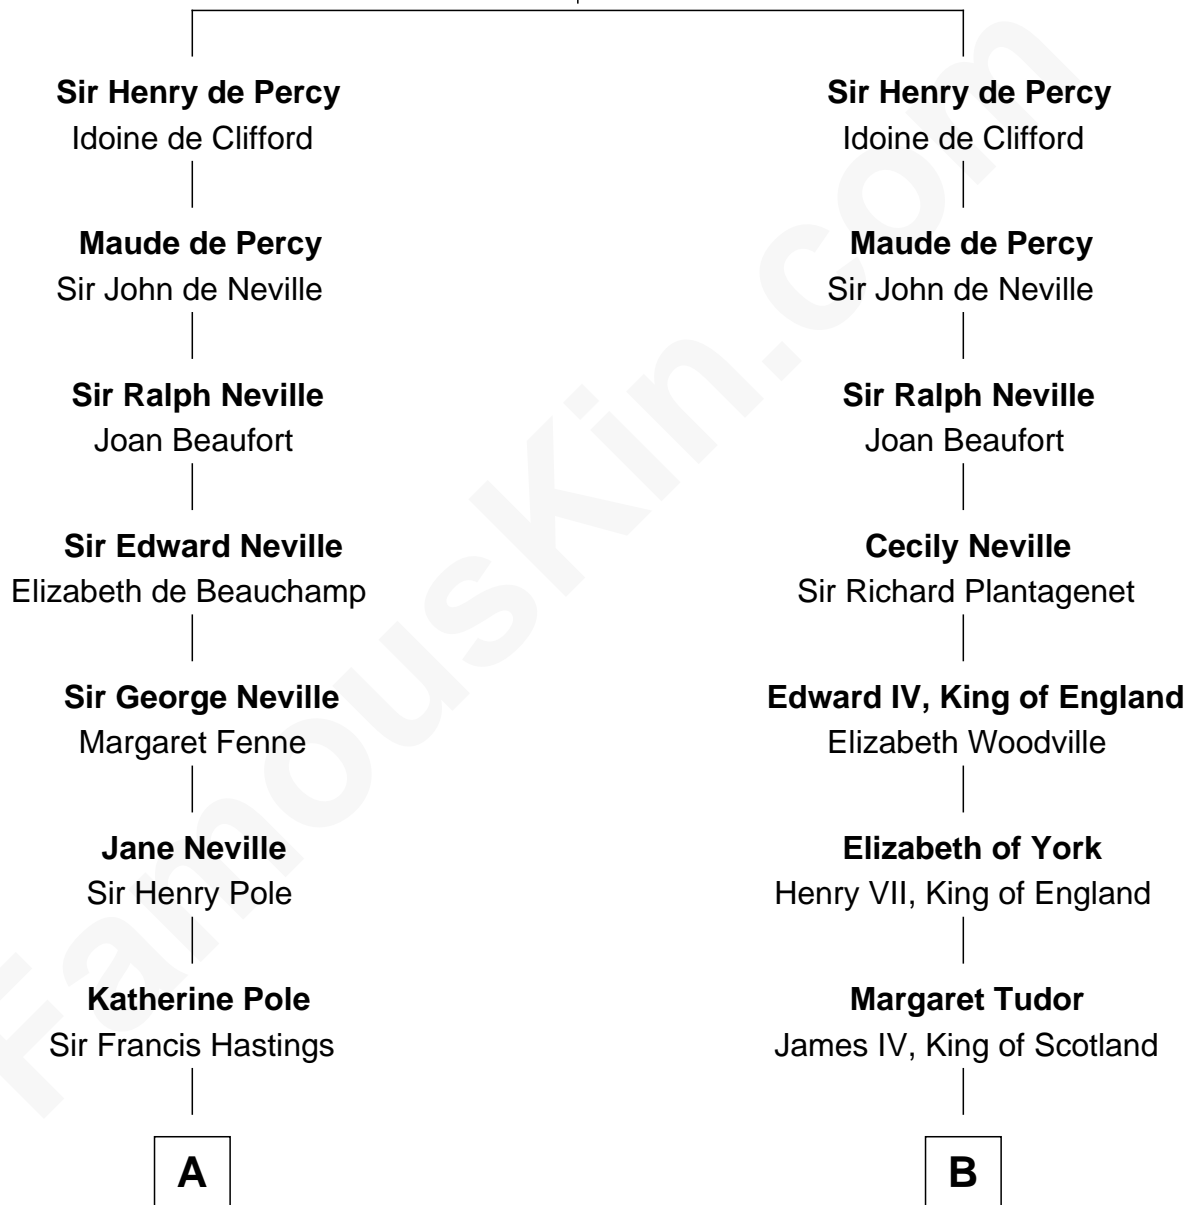 Sir Henry de Percy
Idoine de Clifford
Maude de Percy
Sir John de Neville
Sir Ralph Neville
Joan Beaufort
Sir Edward Neville
Elizabeth de Beauchamp
Sir George Neville
Margaret Fenne
Jane Neville
Sir Henry Pole
Katherine Pole
Sir Francis Hastings
A
Sir Henry de Percy
Idoine de Clifford
Maude de Percy
Sir John de Neville
Sir Ralph Neville
Joan Beaufort
Cecily Neville
Sir Richard Plantagenet
Edward IV, King of England
Elizabeth Woodville
Elizabeth of York
Henry VII, King of England
Margaret Tudor
James IV, King of Scotland
B
FamousKin.com